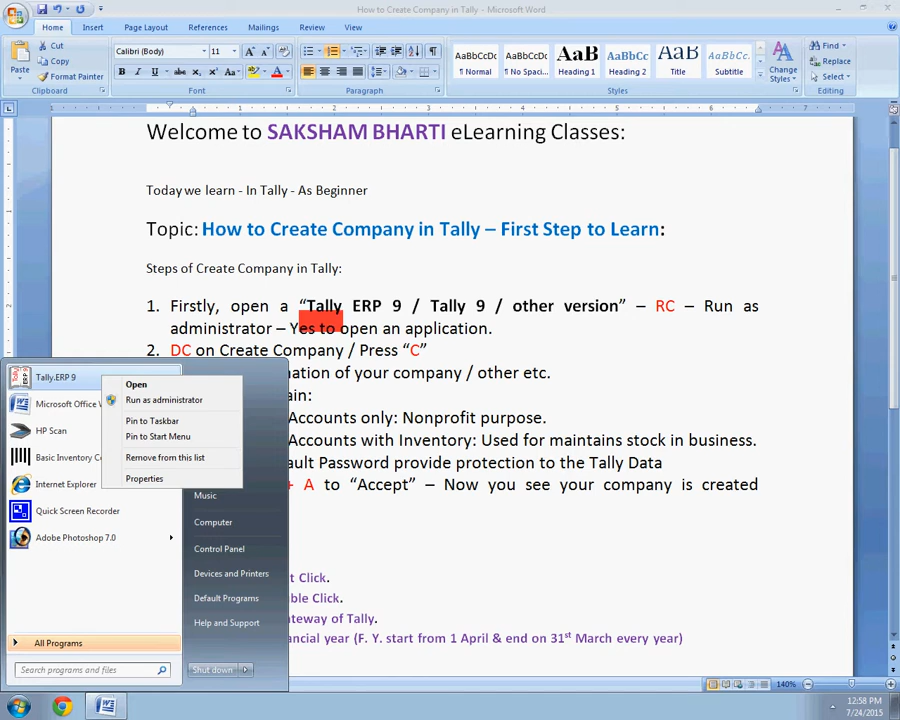 How to Create Company in Tally - Microsoft Word
Home Insert Page Layout References Mailings Review View
Paste Cut Copy Format Painter
Calibri (Body) 11
AaBbCcDc AaBbCcDc AaBbCc AaBbCc AaB AaBbCcL
¶ Normal ¶ No Spaci... Heading 1 Heading 2 Title Subtitle
Change Styles
Find Replace Select
Clipboard Font Paragraph Styles Editing
Welcome to SAKSHAM BHARTI eLearning Classes:
Today we learn - In Tally - As Beginner
Topic: How to Create Company in Tally – First Step to Learn:
Steps of Create Company in Tally:
1. Firstly, open a “Tally ERP 9 / Tally 9 / other version” – RC – Run as
administrator – Yes to open an application.
2. DC on Create Company / Press “C”
nation of your company / other etc.
ain:
Accounts only: Nonprofit purpose.
Accounts with Inventory: Used for maintains stock in business.
ault Password provide protection to the Tally Data
+ A to “Accept” – Now you see your company is created
t Click.
ble Click.
teway of Tally.
ancial year (F. Y. start from 1 April & end on 31st March every year)
Tally.ERP 9
Microsoft Office W
HP Scan
Basic Inventory Co
Internet Explorer
Quick Screen Recorder
Adobe Photoshop 7.0
All Programs
Search programs and files
Open
Run as administrator
Pin to Taskbar
Pin to Start Menu
Remove from this list
Properties
Music
Computer
Control Panel
Devices and Printers
Default Programs
Help and Support
Shut down
140%
12:58 PM
7/24/2015